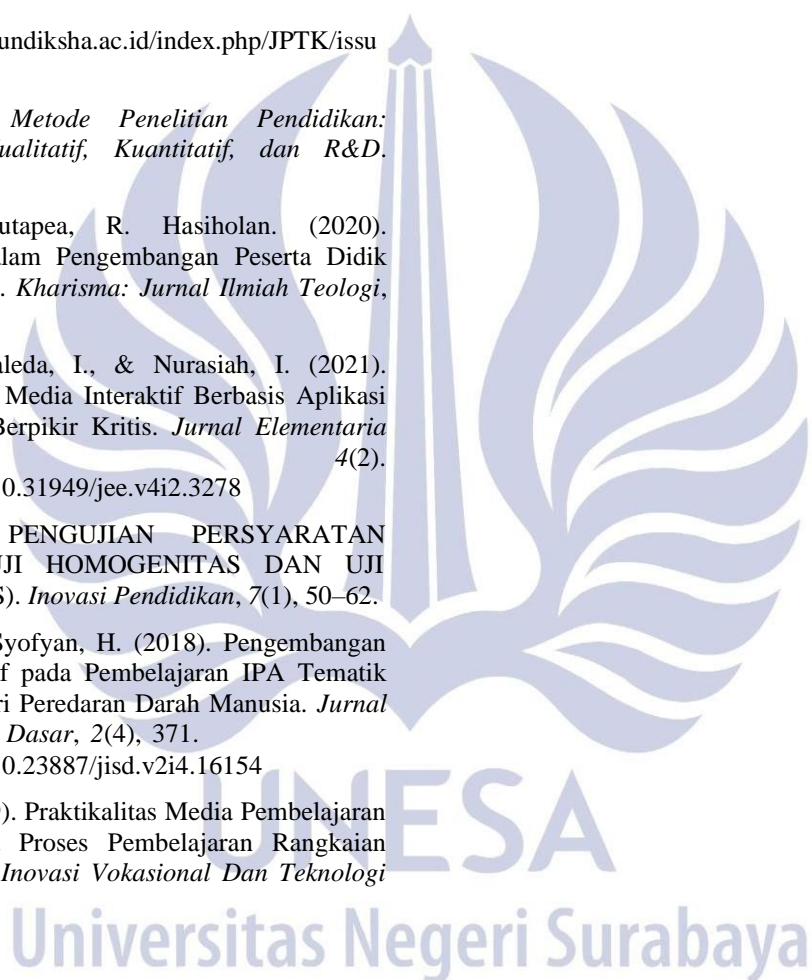 undiksha.ac.id/index.php/JPTK/issu
Metode Penelitian Pendidikan:
ualitatif, Kuantitatif, dan R&D.
utapea, R. Hasiholan. (2020).
alam Pengembangan Peserta Didik
. Kharisma: Jurnal Ilmiah Teologi,
aleda, I., & Nurasiah, I. (2021).
Media Interaktif Berbasis Aplikasi
Berpikir Kritis. Jurnal Elementaria
4(2).
0.31949/jee.v4i2.3278
PENGUJIAN PERSYARATAN
UJI HOMOGENITAS DAN UJI
S). Inovasi Pendidikan, 7(1), 50–62.
Syofyan, H. (2018). Pengembangan
f pada Pembelajaran IPA Tematik
ri Peredaran Darah Manusia. Jurnal
Dasar, 2(4), 371.
0.23887/jisd.v2i4.16154
). Praktikalitas Media Pembelajaran
Proses Pembelajaran Rangkaian
Inovasi Vokasional Dan Teknologi
UNESA
Universitas Negeri Surabaya